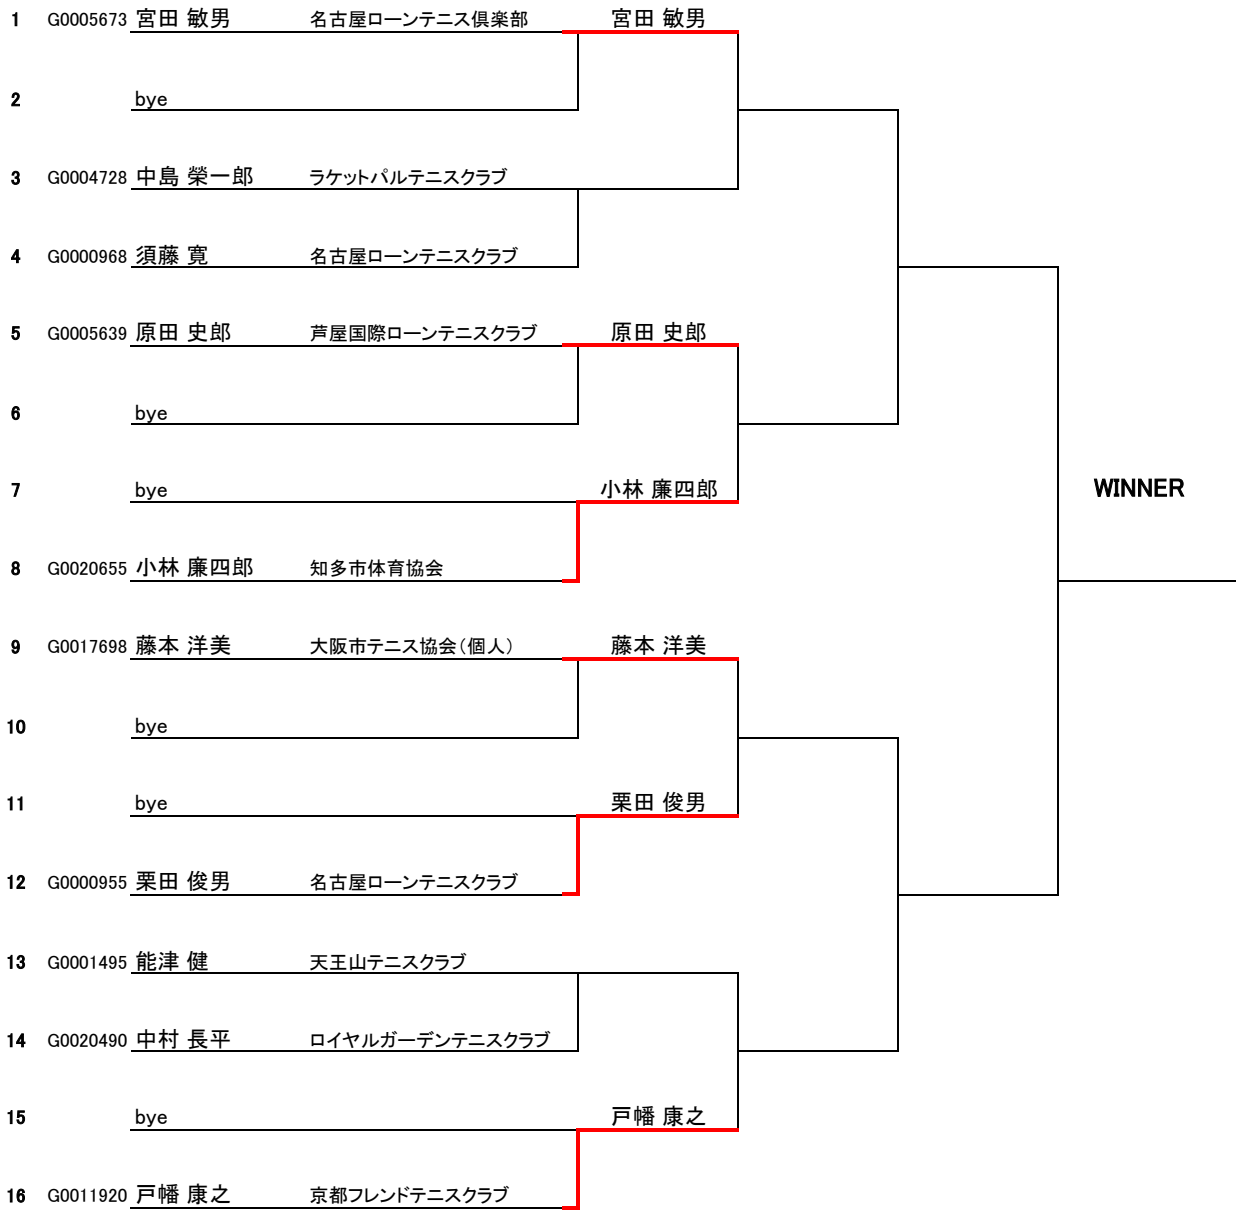 1 G0005673 宮田 敏男 名古屋ローンテニス倶楽部 宮田 敏男
2 bye
3 G0004728 中島 榮一郎 ラケットパルテニスクラブ
4 G0000968 須藤 寛 名古屋ローンテニスクラブ
5 G0005639 原田 史郎 芦屋国際ローンテニスクラブ 原田 史郎
6 bye
7 bye 小林 廉四郎 WINNER
8 G0020655 小林 廉四郎 知多市体育協会
9 G0017698 藤本 洋美 大阪市テニス協会(個人) 藤本 洋美
10 bye
11 bye 栗田 俊男
12 G0000955 栗田 俊男 名古屋ローンテニスクラブ
13 G0001495 能津 健 天王山テニスクラブ
14 G0020490 中村 長平 ロイヤルガーデンテニスクラブ
15 bye 戸幡 康之
16 G0011920 戸幡 康之 京都フレンドテニスクラブ